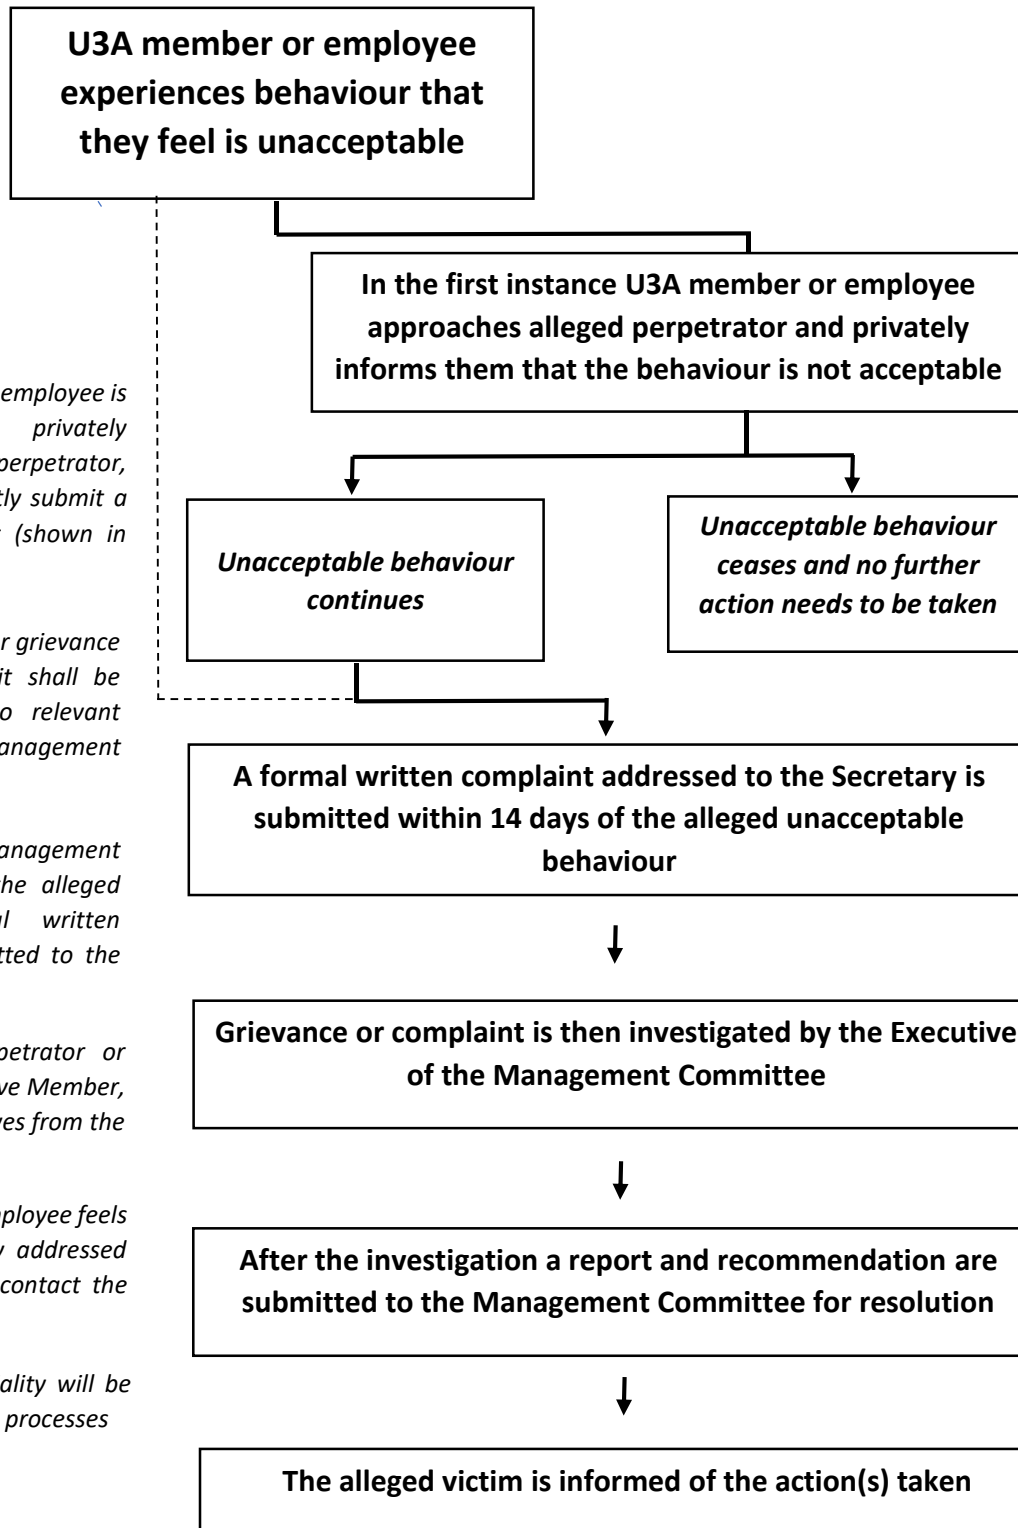 U3A member or employee
experiences behaviour that
they feel is unacceptable
In the first instance U3A member or employee
approaches alleged perpetrator and privately
informs them that the behaviour is not acceptable
employee is
privately
perpetrator,
tly submit a
(shown in
Unacceptable behaviour
continues
Unacceptable behaviour
ceases and no further
action needs to be taken
r grievance
it shall be
o relevant
anagement
A formal written complaint addressed to the Secretary is
submitted within 14 days of the alleged unacceptable
behaviour
anagement
he alleged
l written
tted to the
Grievance or complaint is then investigated by the Executive
of the Management Committee
petrator or
ve Member,
ves from the
mployee feels
y addressed
contact the
After the investigation a report and recommendation are
submitted to the Management Committee for resolution
ality will be
processes
The alleged victim is informed of the action(s) taken